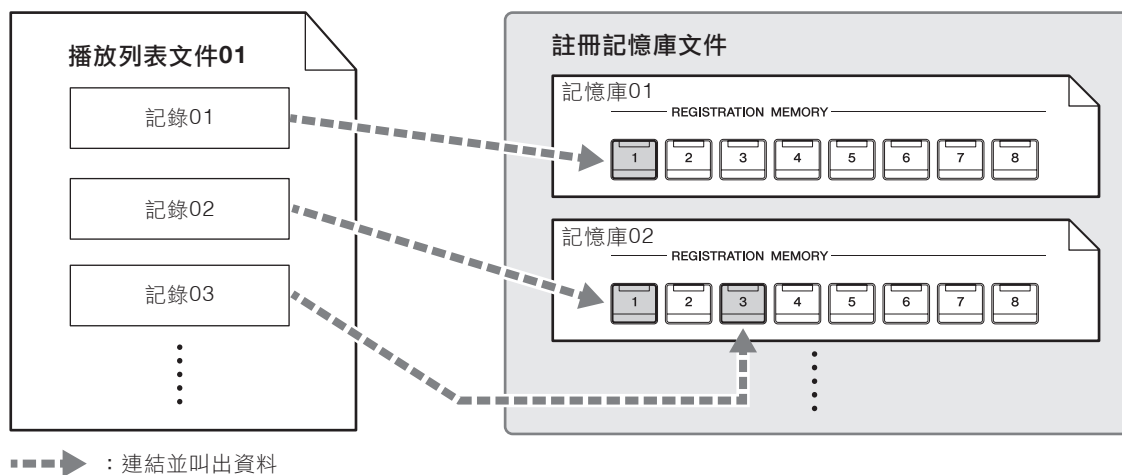 播放列表文件01
記錄01
記錄02
記錄03
註冊記憶庫文件
記憶庫01
REGISTRATION MEMORY
1 2 3 4 5 6 7 8
記憶庫02
REGISTRATION MEMORY
1 2 3 4 5 6 7 8
：連結並叫出資料